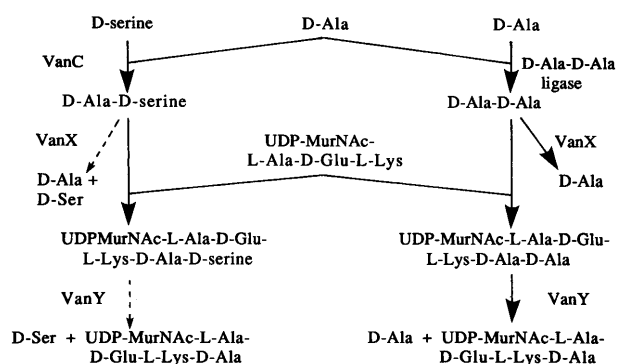 D-serine
D-Ala
D-Ala
VanC
D-Ala-D-Ala
ligase
D-Ala-D-serine
D-Ala-D-Ala
VanX
UDP-MurNAc-
L-Ala-D-Glu-L-Lys
VanX
D-Ala +
D-Ser
D-Ala
UDPMurNAc-L-Ala-D-Glu-
L-Lys-D-Ala-D-serine
UDP-MurNAc-L-Ala-D-Glu-
L-Lys-D-Ala-D-Ala
VanY
VanY
D-Ser + UDP-MurNAc-L-Ala-
D-Glu-L-Lys-D-Ala
D-Ala + UDP-MurNAc-L-Ala-
D-Glu-L-Lys-D-Ala